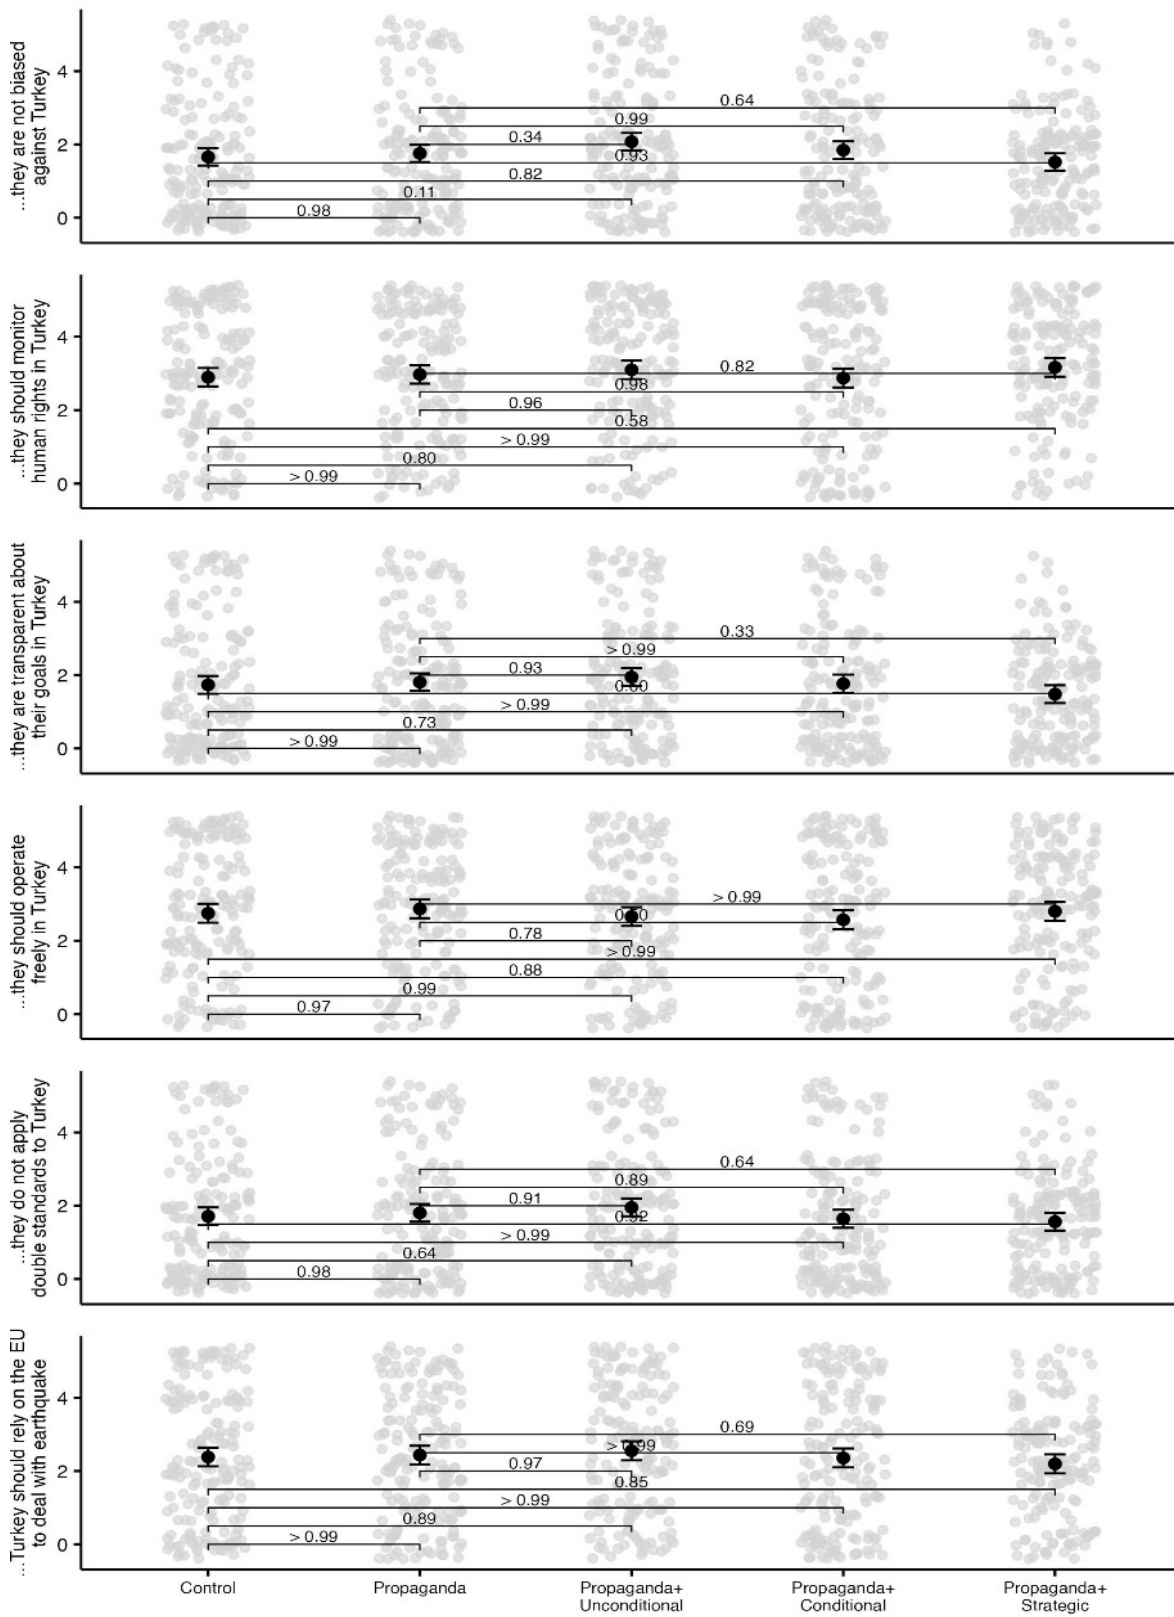 ...they are not biased
against Turkey
4
2
0
0.64
0.99
0.34
0.93
0.82
0.11
0.98
...they should monitor
human rights in Turkey
4
2
0
0.82
0.98
0.96
0.58
> 0.99
0.80
> 0.99
...they are transparent about
their goals in Turkey
4
2
0
0.33
> 0.99
0.93
> 0.99
0.73
> 0.99
...they should operate
freely in Turkey
4
2
0
> 0.99
0.78
> 0.99
0.88
0.99
0.97
...they do not apply
double standards to Turkey
4
2
0
0.64
0.89
0.91
> 0.99
0.64
0.98
...Turkey should rely on the EU
to deal with earthquake
4
2
0
0.69
> 0.99
0.97
0.85
> 0.99
0.89
> 0.99
Control
Propaganda
Propaganda+
Unconditional
Propaganda+
Conditional
Propaganda+
Strategic